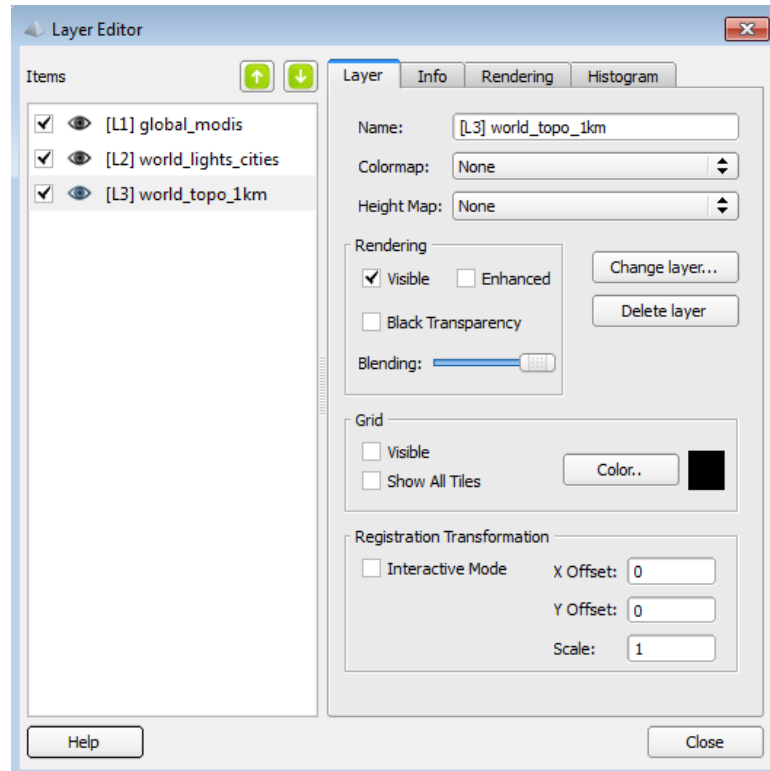 Layer Editor
Items
[L1] global_modis
[L2] world_lights_cities
[L3] world_topo_1km
Layer Info Rendering Histogram
Name: [L3] world_topo_1km
Colormap: None
Height Map: None
Rendering
Visible Enhanced
Black Transparency
Blending:
Change layer...
Delete layer
Grid
Visible
Show All Tiles
Color..
Registration Transformation
Interactive Mode X Offset: 0
Y Offset: 0
Scale: 1
Help Close